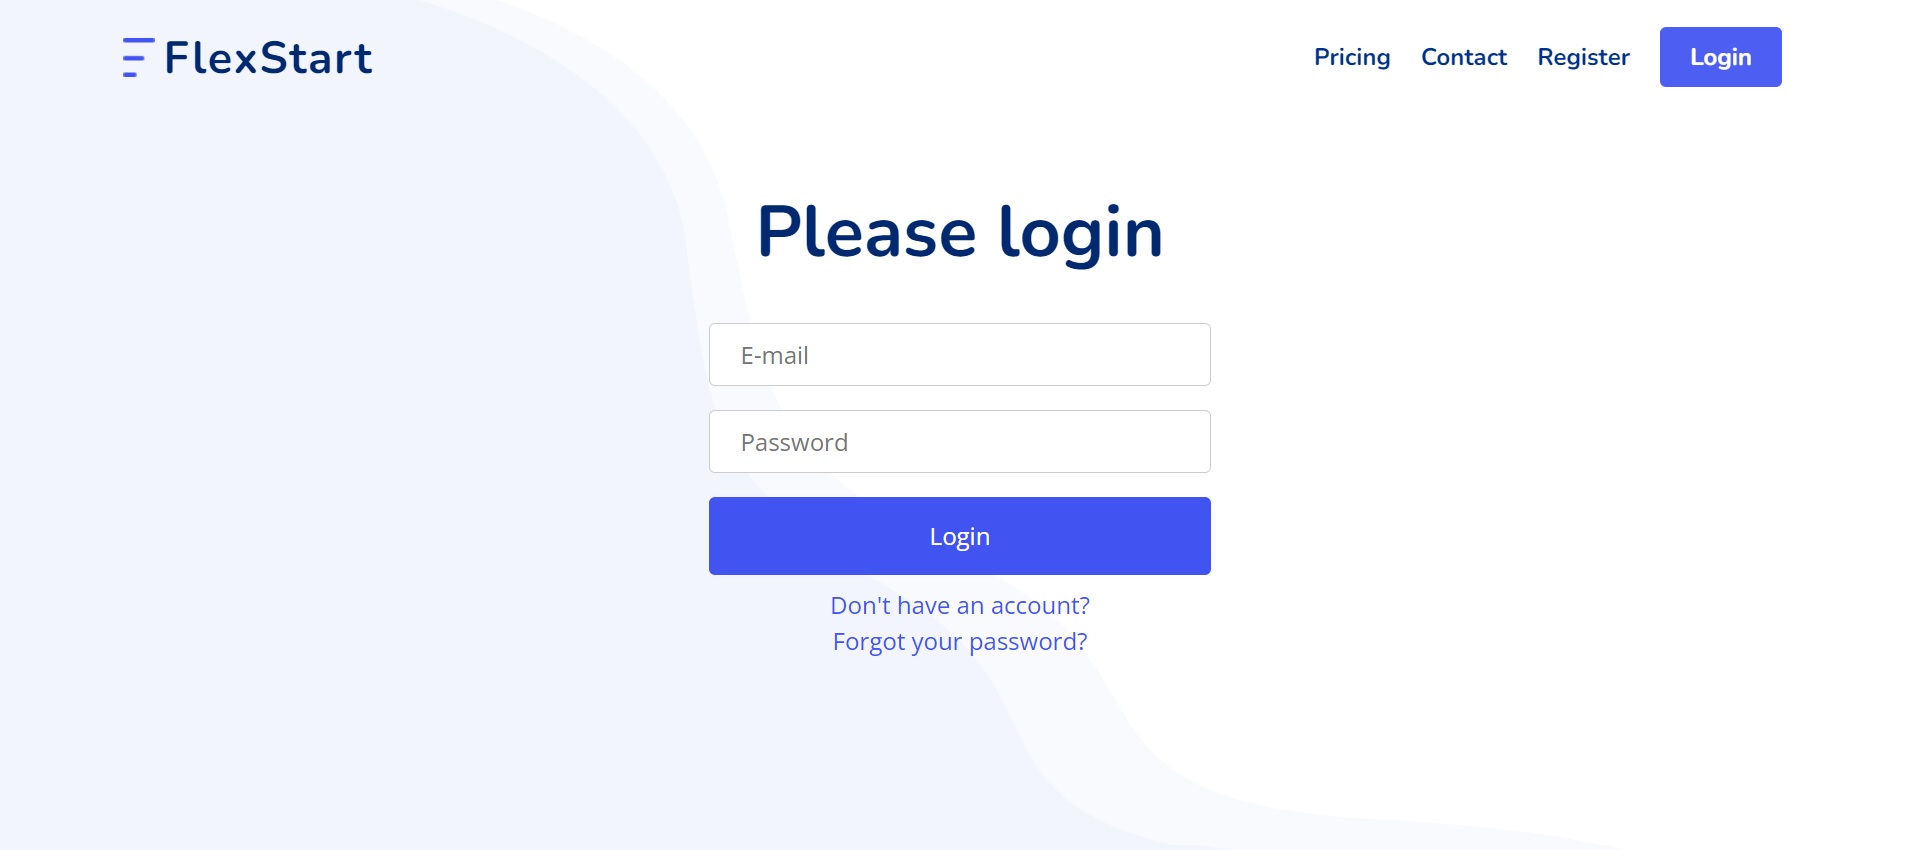 FlexStart
Pricing Contact Register Login
Please login
E-mail
Password
Login
Don't have an account?
Forgot your password?